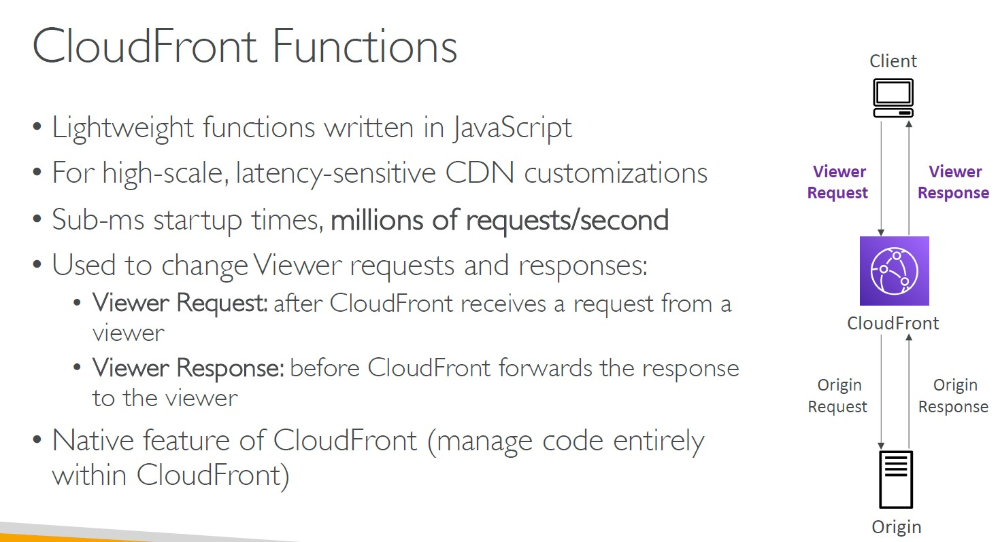 CloudFront Functions
• Lightweight functions written in JavaScript
• For high-scale, latency-sensitive CDN customizations
• Sub-ms startup times, millions of requests/second
• Used to change Viewer requests and responses:
• Viewer Request: after CloudFront receives a request from a
viewer
• Viewer Response: before CloudFront forwards the response
to the viewer
• Native feature of CloudFront (manage code entirely
within CloudFront)
Client
Viewer
Request
Viewer
Response
CloudFront
Origin
Request
Origin
Response
Origin